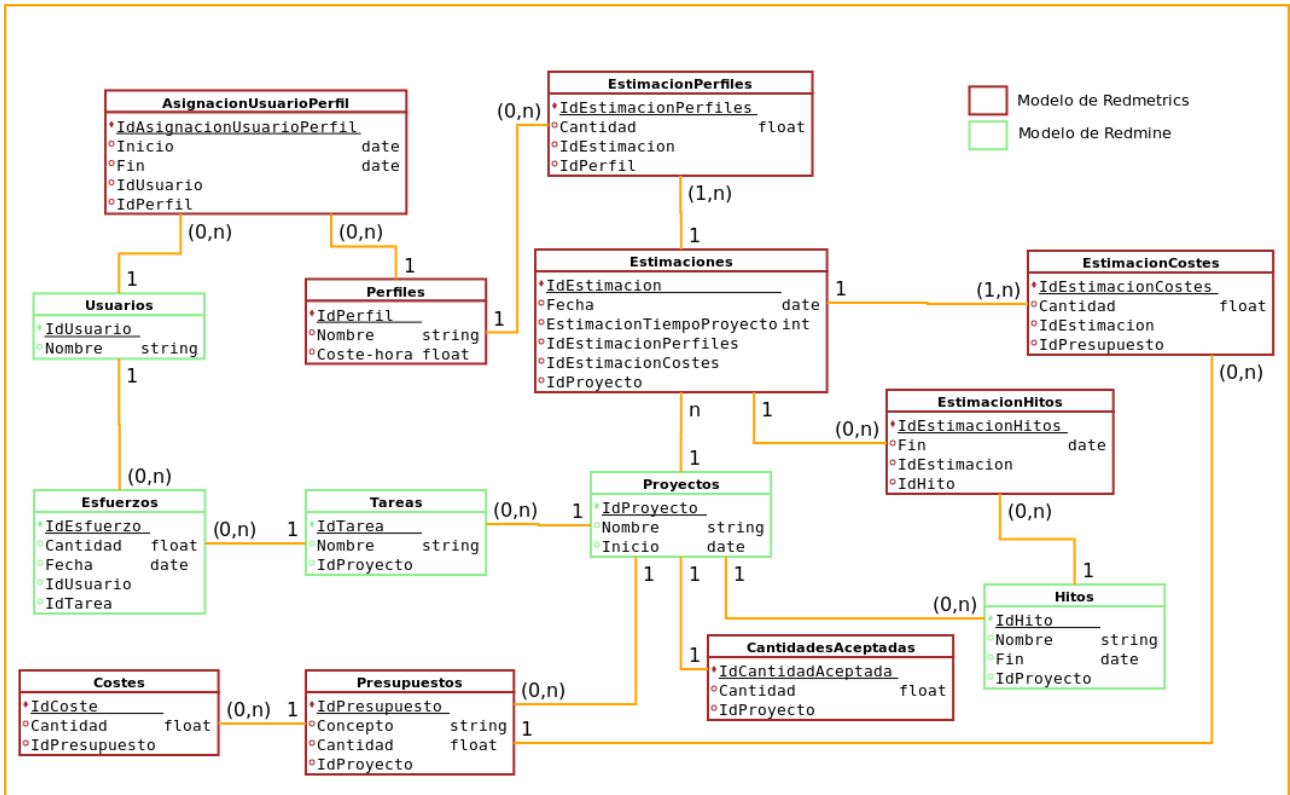 AsignacionUsuarioPerfil
IdAsignacionUsuarioPerfil
Inicio date
Fin date
IdUsuario
IdPerfil
(0,n)
(0,n)
1
1
EstimacionPerfiles
IdEstimacionPerfiles
Cantidad float
IdEstimacion
IdPerfil
(0,n)
(1,n)
1
Modelo de Redmetrics
Modelo de Redmine
Usuarios
IdUsuario
Nombre string
1
(0,n)
Perfiles
IdPerfil
Nombre string
Coste-hora float
1
Estimaciones
IdEstimacion
Fecha date
EstimacionTiempoProyecto int
IdEstimacionPerfiles
IdEstimacionCostes
IdProyecto
1
(1,n)
n
1
1
(0,n)
EstimacionCostes
IdEstimacionCostes
Cantidad float
IdEstimacion
IdPresupuesto
(0,n)
EstimacionHitos
IdEstimacionHitos
Fin date
IdEstimacion
IdHito
(0,n)
1
Esfuerzos
IdEsfuerzo
Cantidad float
Fecha date
IdUsuario
IdTarea
(0,n)
1
Tareas
IdTarea
Nombre string
IdProyecto
(0,n)
1
Proyectos
IdProyecto
Nombre string
Inicio date
1
1
1
(0,n)
Hitos
IdHito
Nombre string
Fin date
IdProyecto
1
CantidadesAceptadas
IdCantidadAceptada
Cantidad float
IdProyecto
Costes
IdCoste
Cantidad float
IdPresupuesto
(0,n)
1
Presupuestos
IdPresupuesto
Concepto string
Cantidad float
IdProyecto
(0,n)
1